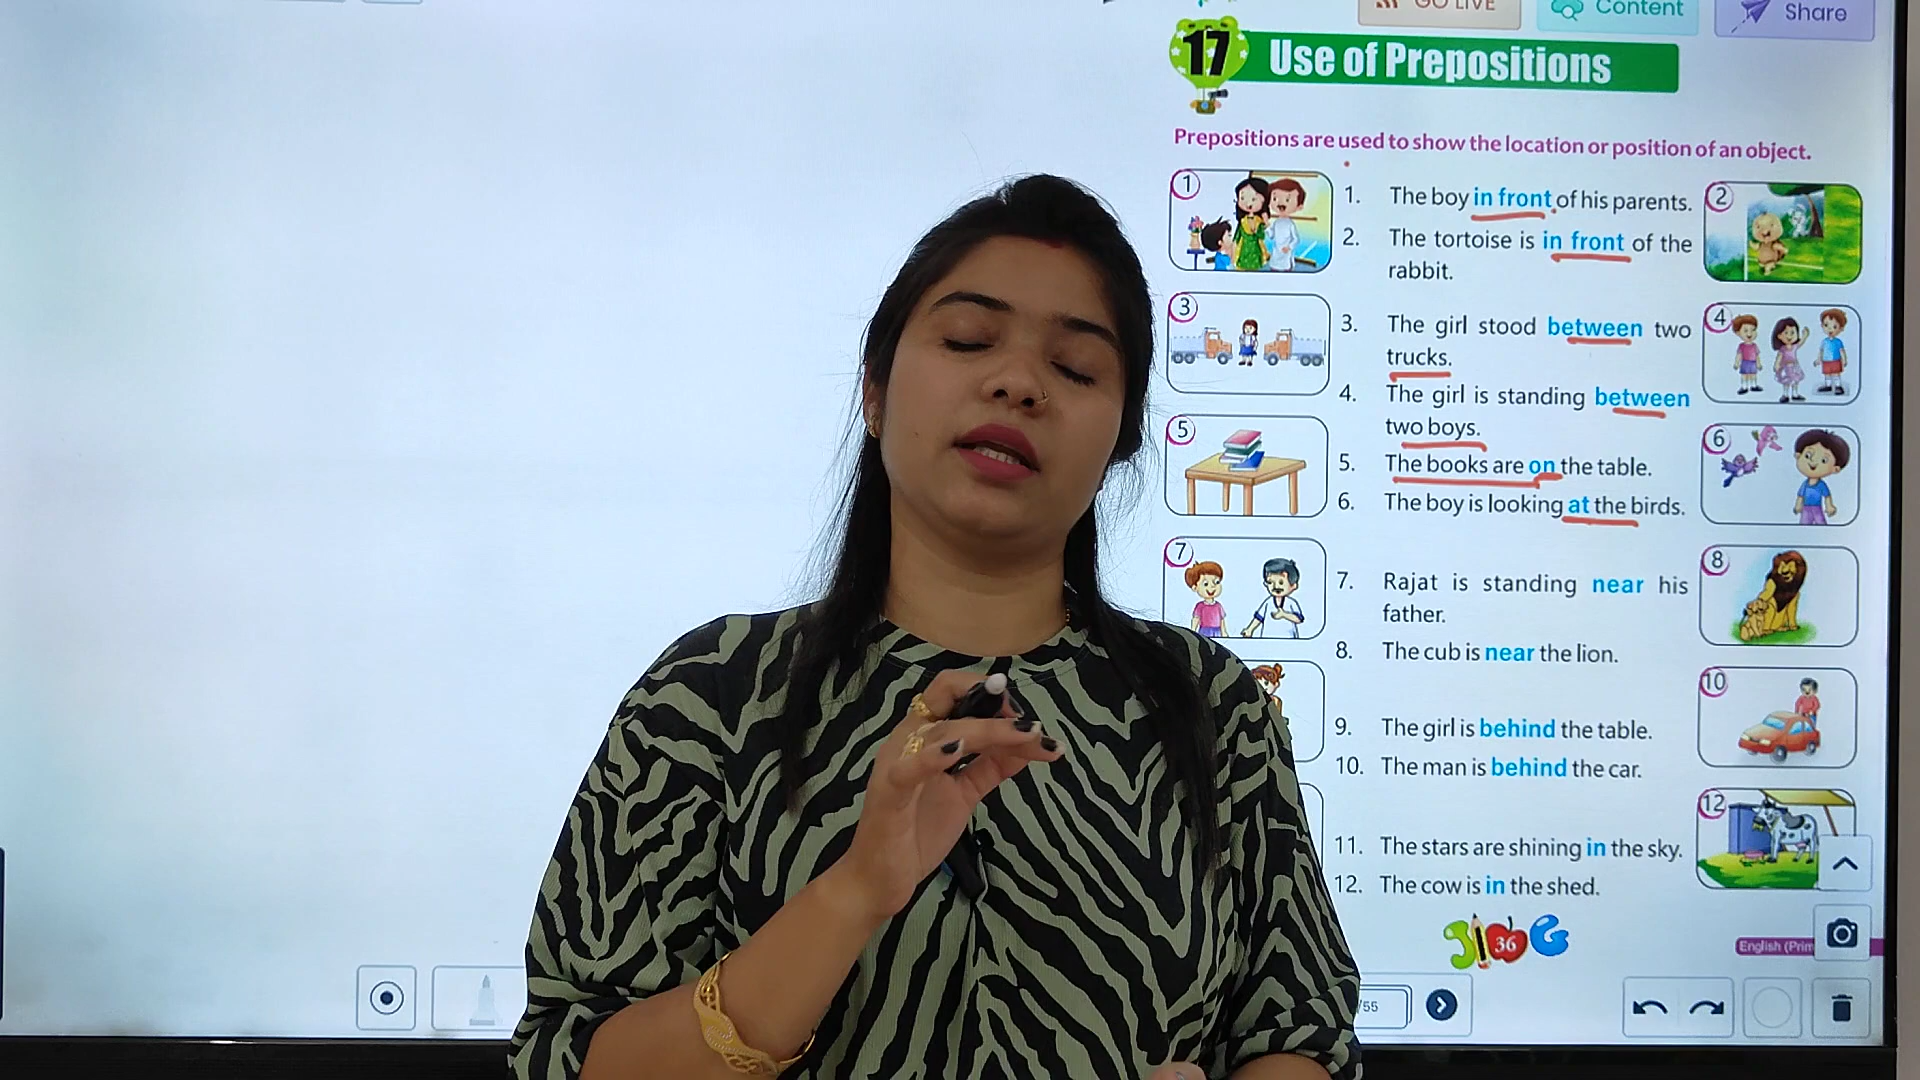 GO LIVE
Content
Share
17
Use of Prepositions
Prepositions are used to show the location or position of an object.
1
1. The boy in front of his parents.
2
2. The tortoise is in front of the
rabbit.
3
3. The girl stood between two
trucks.
4
4. The girl is standing between
two boys.
5
5. The books are on the table.
6
6. The boy is looking at the birds.
7
7. Rajat is standing near his
father.
8
8. The cub is near the lion.
9. The girl is behind the table.
10
10. The man is behind the car.
11. The stars are shining in the sky.
12
12. The cow is in the shed.
36
English (Prim
/55